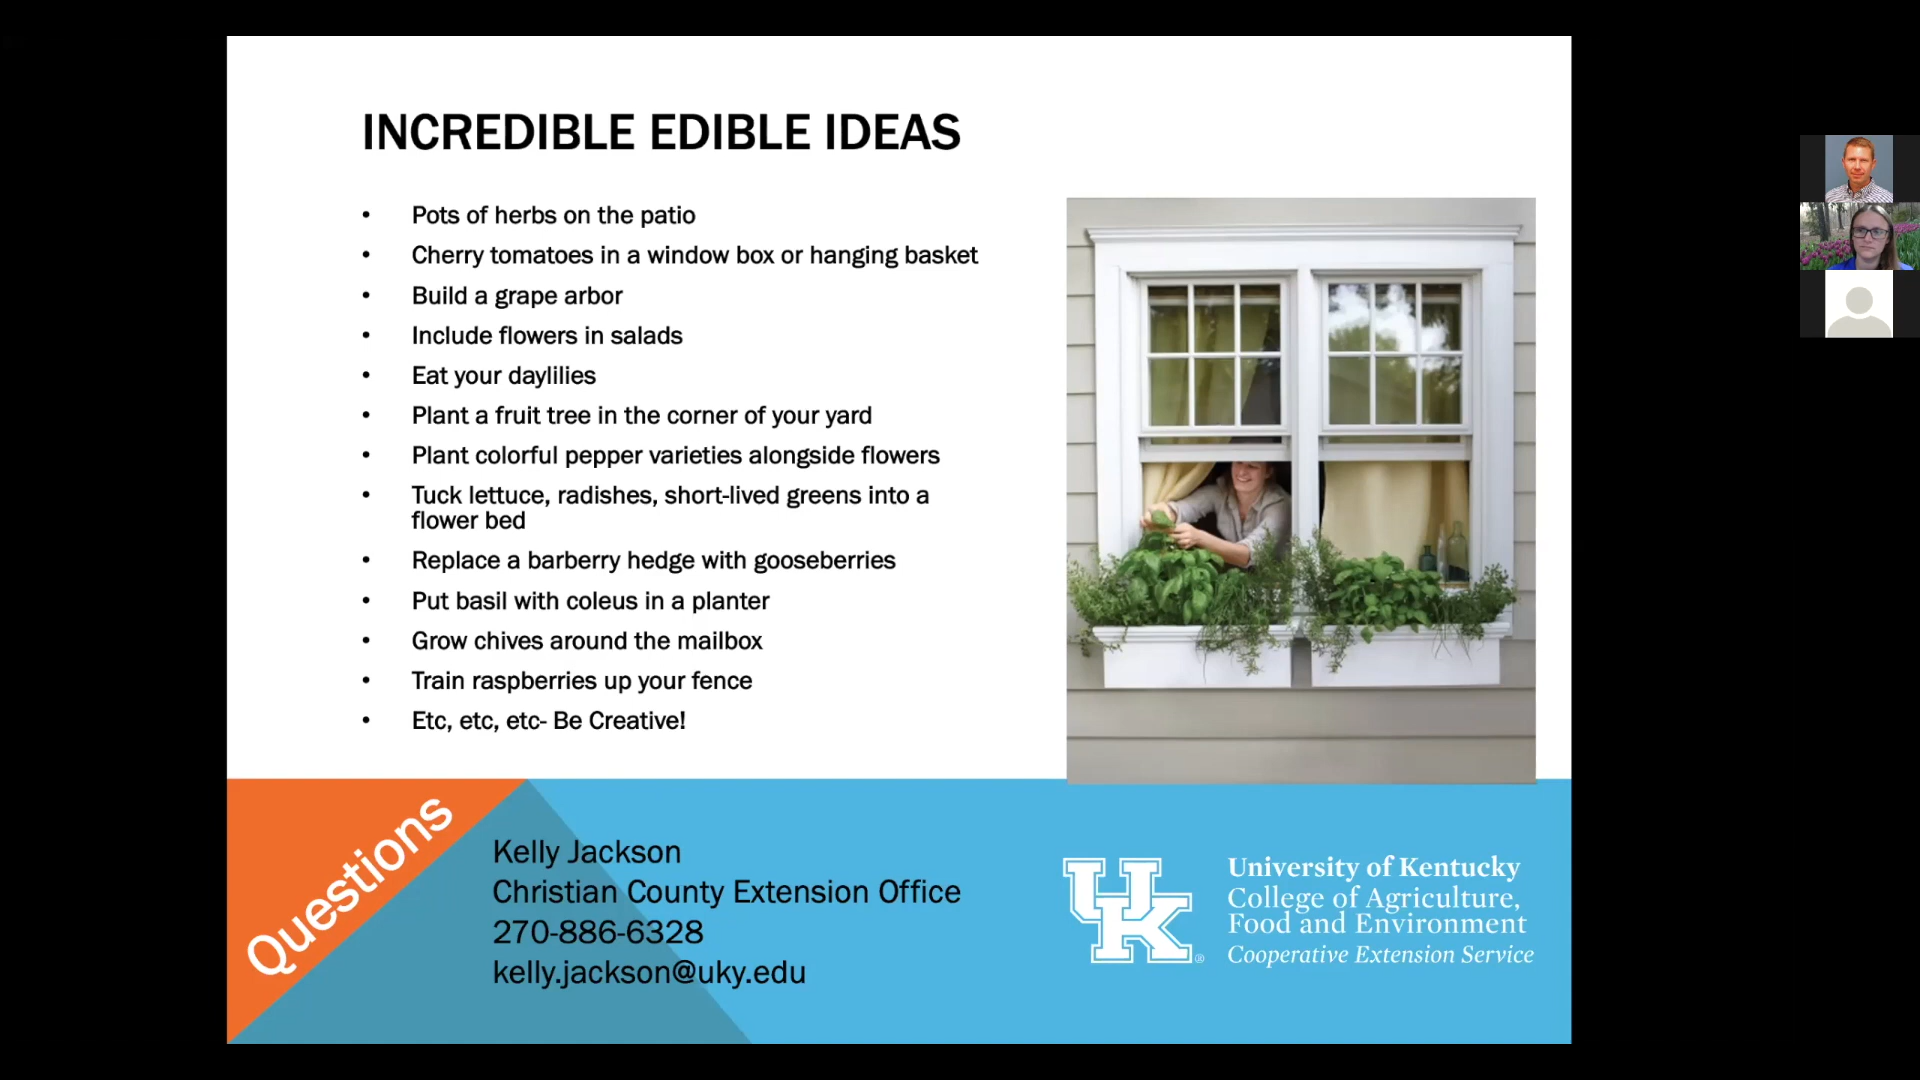 INCREDIBLE EDIBLE IDEAS
• Pots of herbs on the patio
• Cherry tomatoes in a window box or hanging basket
• Build a grape arbor
• Include flowers in salads
• Eat your daylilies
• Plant a fruit tree in the corner of your yard
• Plant colorful pepper varieties alongside flowers
• Tuck lettuce, radishes, short-lived greens into a
flower bed
• Replace a barberry hedge with gooseberries
• Put basil with coleus in a planter
• Grow chives around the mailbox
• Train raspberries up your fence
• Etc, etc, etc- Be Creative!
Questions
Kelly Jackson
Christian County Extension Office
270-886-6328
kelly.jackson@uky.edu
UK®
University of Kentucky
College of Agriculture,
Food and Environment
Cooperative Extension Service